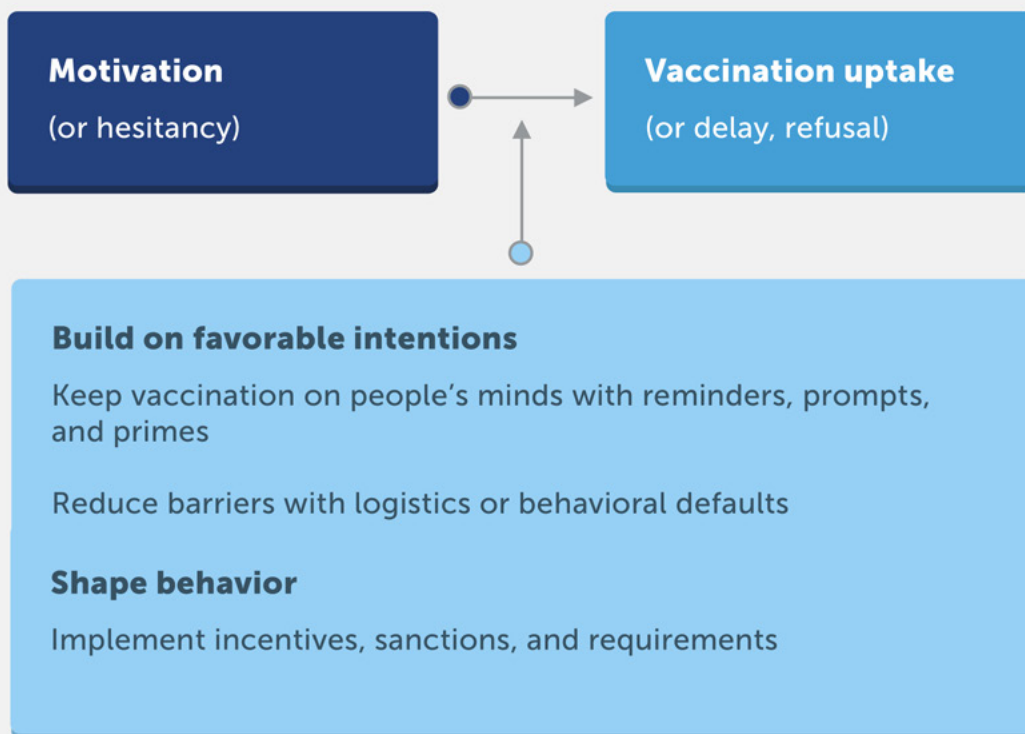 Motivation
(or hesitancy)
Vaccination uptake
(or delay, refusal)
Build on favorable intentions
Keep vaccination on people’s minds with reminders, prompts,
and primes
Reduce barriers with logistics or behavioral defaults
Shape behavior
Implement incentives, sanctions, and requirements